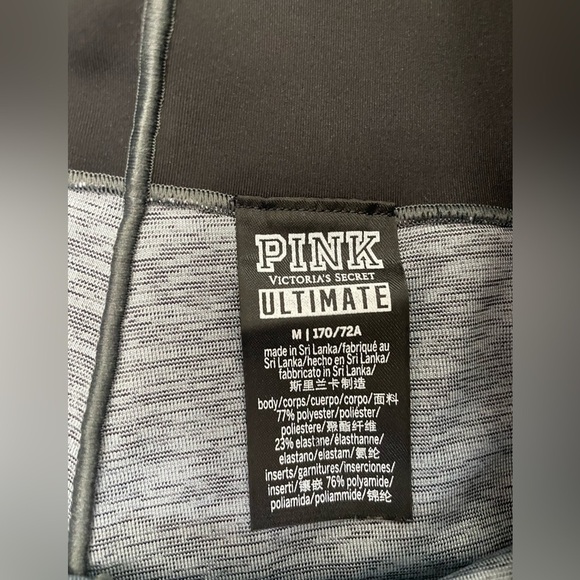 PINK
VICTORIA'S SECRET
ULTIMATE
M | 170/72A
made in Sri Lanka/fabriqué au
Sri Lanka/hecho en Sri Lanka/
fabbricato in Sri Lanka/
斯里兰卡制造
body/corps/cuerpo/corpo/面料
77% polyester/poliéster/
poliestere/聚酯纤维
23% elastane/élasthanne/
elastano/elastam/氨纶
inserts/garnitures/inserciones/
inserti/镶嵌 76% polyamide/
poliamida/poliammide/锦纶